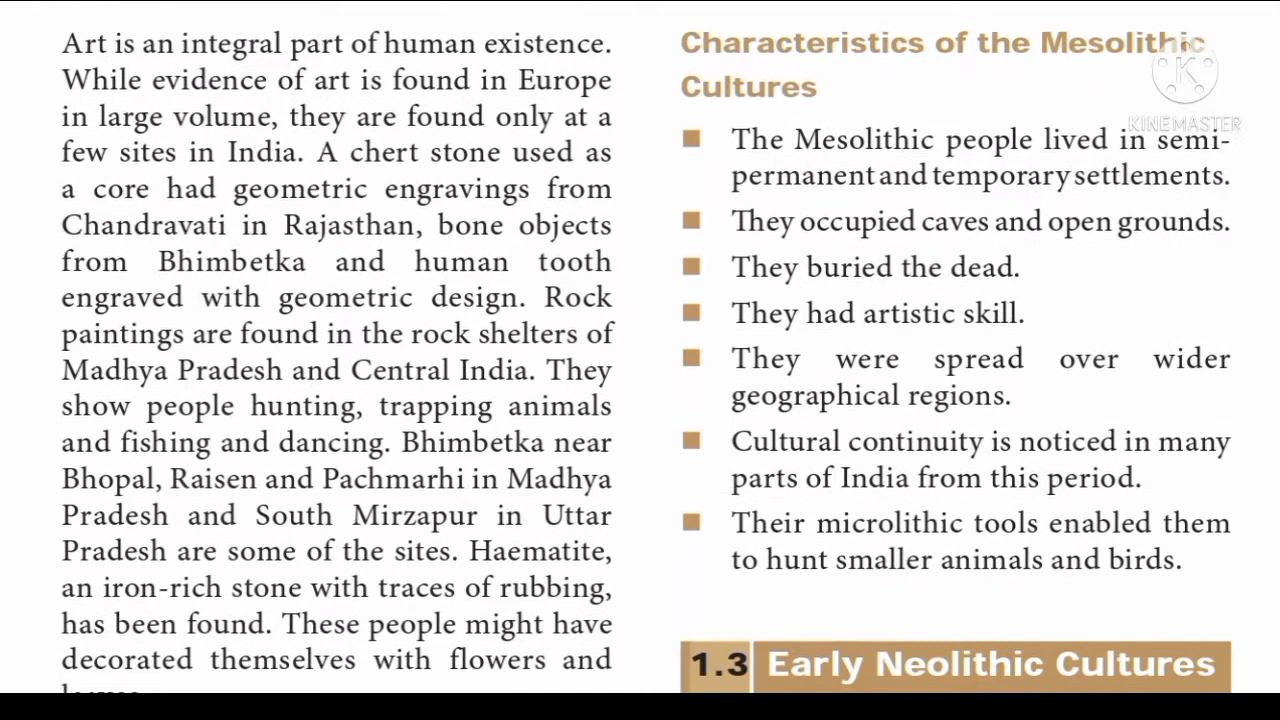 Art is an integral part of human existence.
While evidence of art is found in Europe
in large volume, they are found only at a
few sites in India. A chert stone used as
a core had geometric engravings from
Chandravati in Rajasthan, bone objects
from Bhimbetka and human tooth
engraved with geometric design. Rock
paintings are found in the rock shelters of
Madhya Pradesh and Central India. They
show people hunting, trapping animals
and fishing and dancing. Bhimbetka near
Bhopal, Raisen and Pachmarhi in Madhya
Pradesh and South Mirzapur in Uttar
Pradesh are some of the sites. Haematite,
an iron-rich stone with traces of rubbing,
has been found. These people might have
decorated themselves with flowers and
Characteristics of the Mesolithic
Cultures
K
KINEMASTER
The Mesolithic people lived in semi-
permanent and temporary settlements.
They occupied caves and open grounds.
They buried the dead.
They had artistic skill.
They were spread over wider
geographical regions.
Cultural continuity is noticed in many
parts of India from this period.
Their microlithic tools enabled them
to hunt smaller animals and birds.
1.3 Early Neolithic Cultures